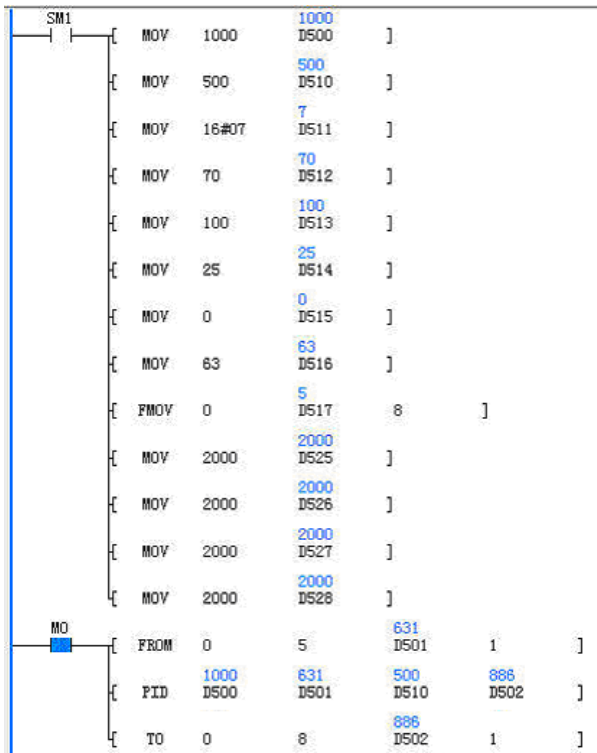 SM1
1000
[ MOV 1000 D500 ]
500
[ MOV 500 D510 ]
7
[ MOV 16#07 D511 ]
70
[ MOV 70 D512 ]
100
[ MOV 100 D513 ]
25
[ MOV 25 D514 ]
0
[ MOV 0 D515 ]
63
[ MOV 63 D516 ]
5
[ FMOV 0 D517 8 ]
2000
[ MOV 2000 D525 ]
2000
[ MOV 2000 D526 ]
2000
[ MOV 2000 D527 ]
2000
[ MOV 2000 D528 ]
M0
631
[ FROM 0 5 D501 1 ]
1000 631 500 886
[ PID D500 D501 D510 D502 ]
886
[ TO 0 8 D502 1 ]